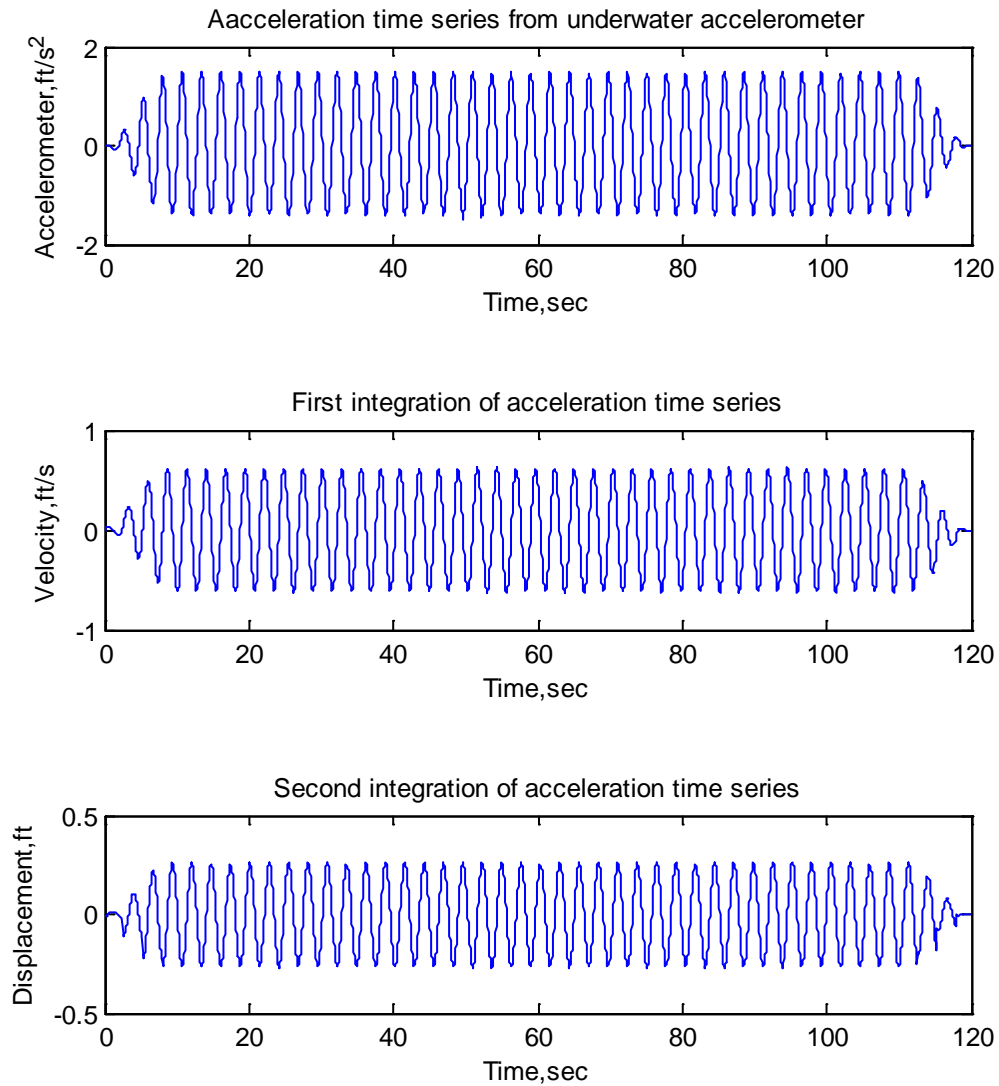 Aacceleration time series from underwater accelerometer
Accelerometer,ft/s²
2
0
-2
0 20 40 60 80 100 120
Time,sec
First integration of acceleration time series
Velocity,ft/s
1
0
-1
0 20 40 60 80 100 120
Time,sec
Second integration of acceleration time series
Displacement,ft
0.5
0
-0.5
0 20 40 60 80 100 120
Time,sec